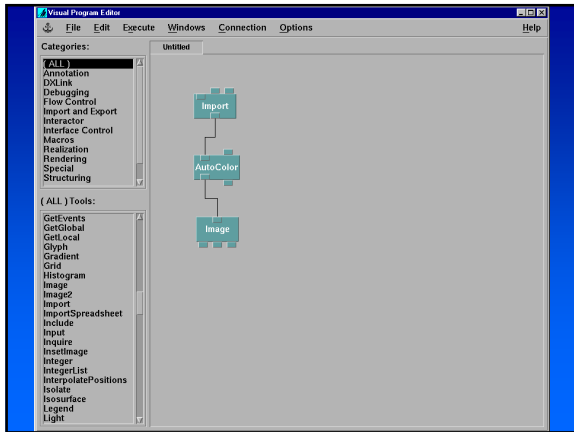 Visual Program Editor
File Edit Execute Windows Connection Options Help
Categories:
(ALL)
Annotation
DXLink
Debugging
Flow Control
Import and Export
Interactor
Interface Control
Macros
Realization
Rendering
Special
Structuring
(ALL) Tools:
GetEvents
GetGlobal
GetLocal
Glyph
Gradient
Grid
Histogram
Image
Image2
Import
ImportSpreadsheet
Include
Input
Inquire
InsetImage
Integer
IntegerList
InterpolatePositions
Isolate
Isosurface
Legend
Light
Untitled
Import
AutoColor
Image